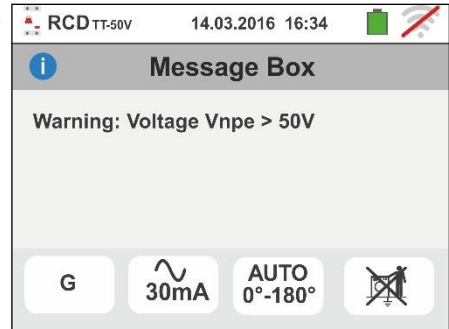 RCD TT-50V 14.03.2016 16:34
Message Box
Warning: Voltage Vnpe > 50V
G
30mA
AUTO
0°-180°